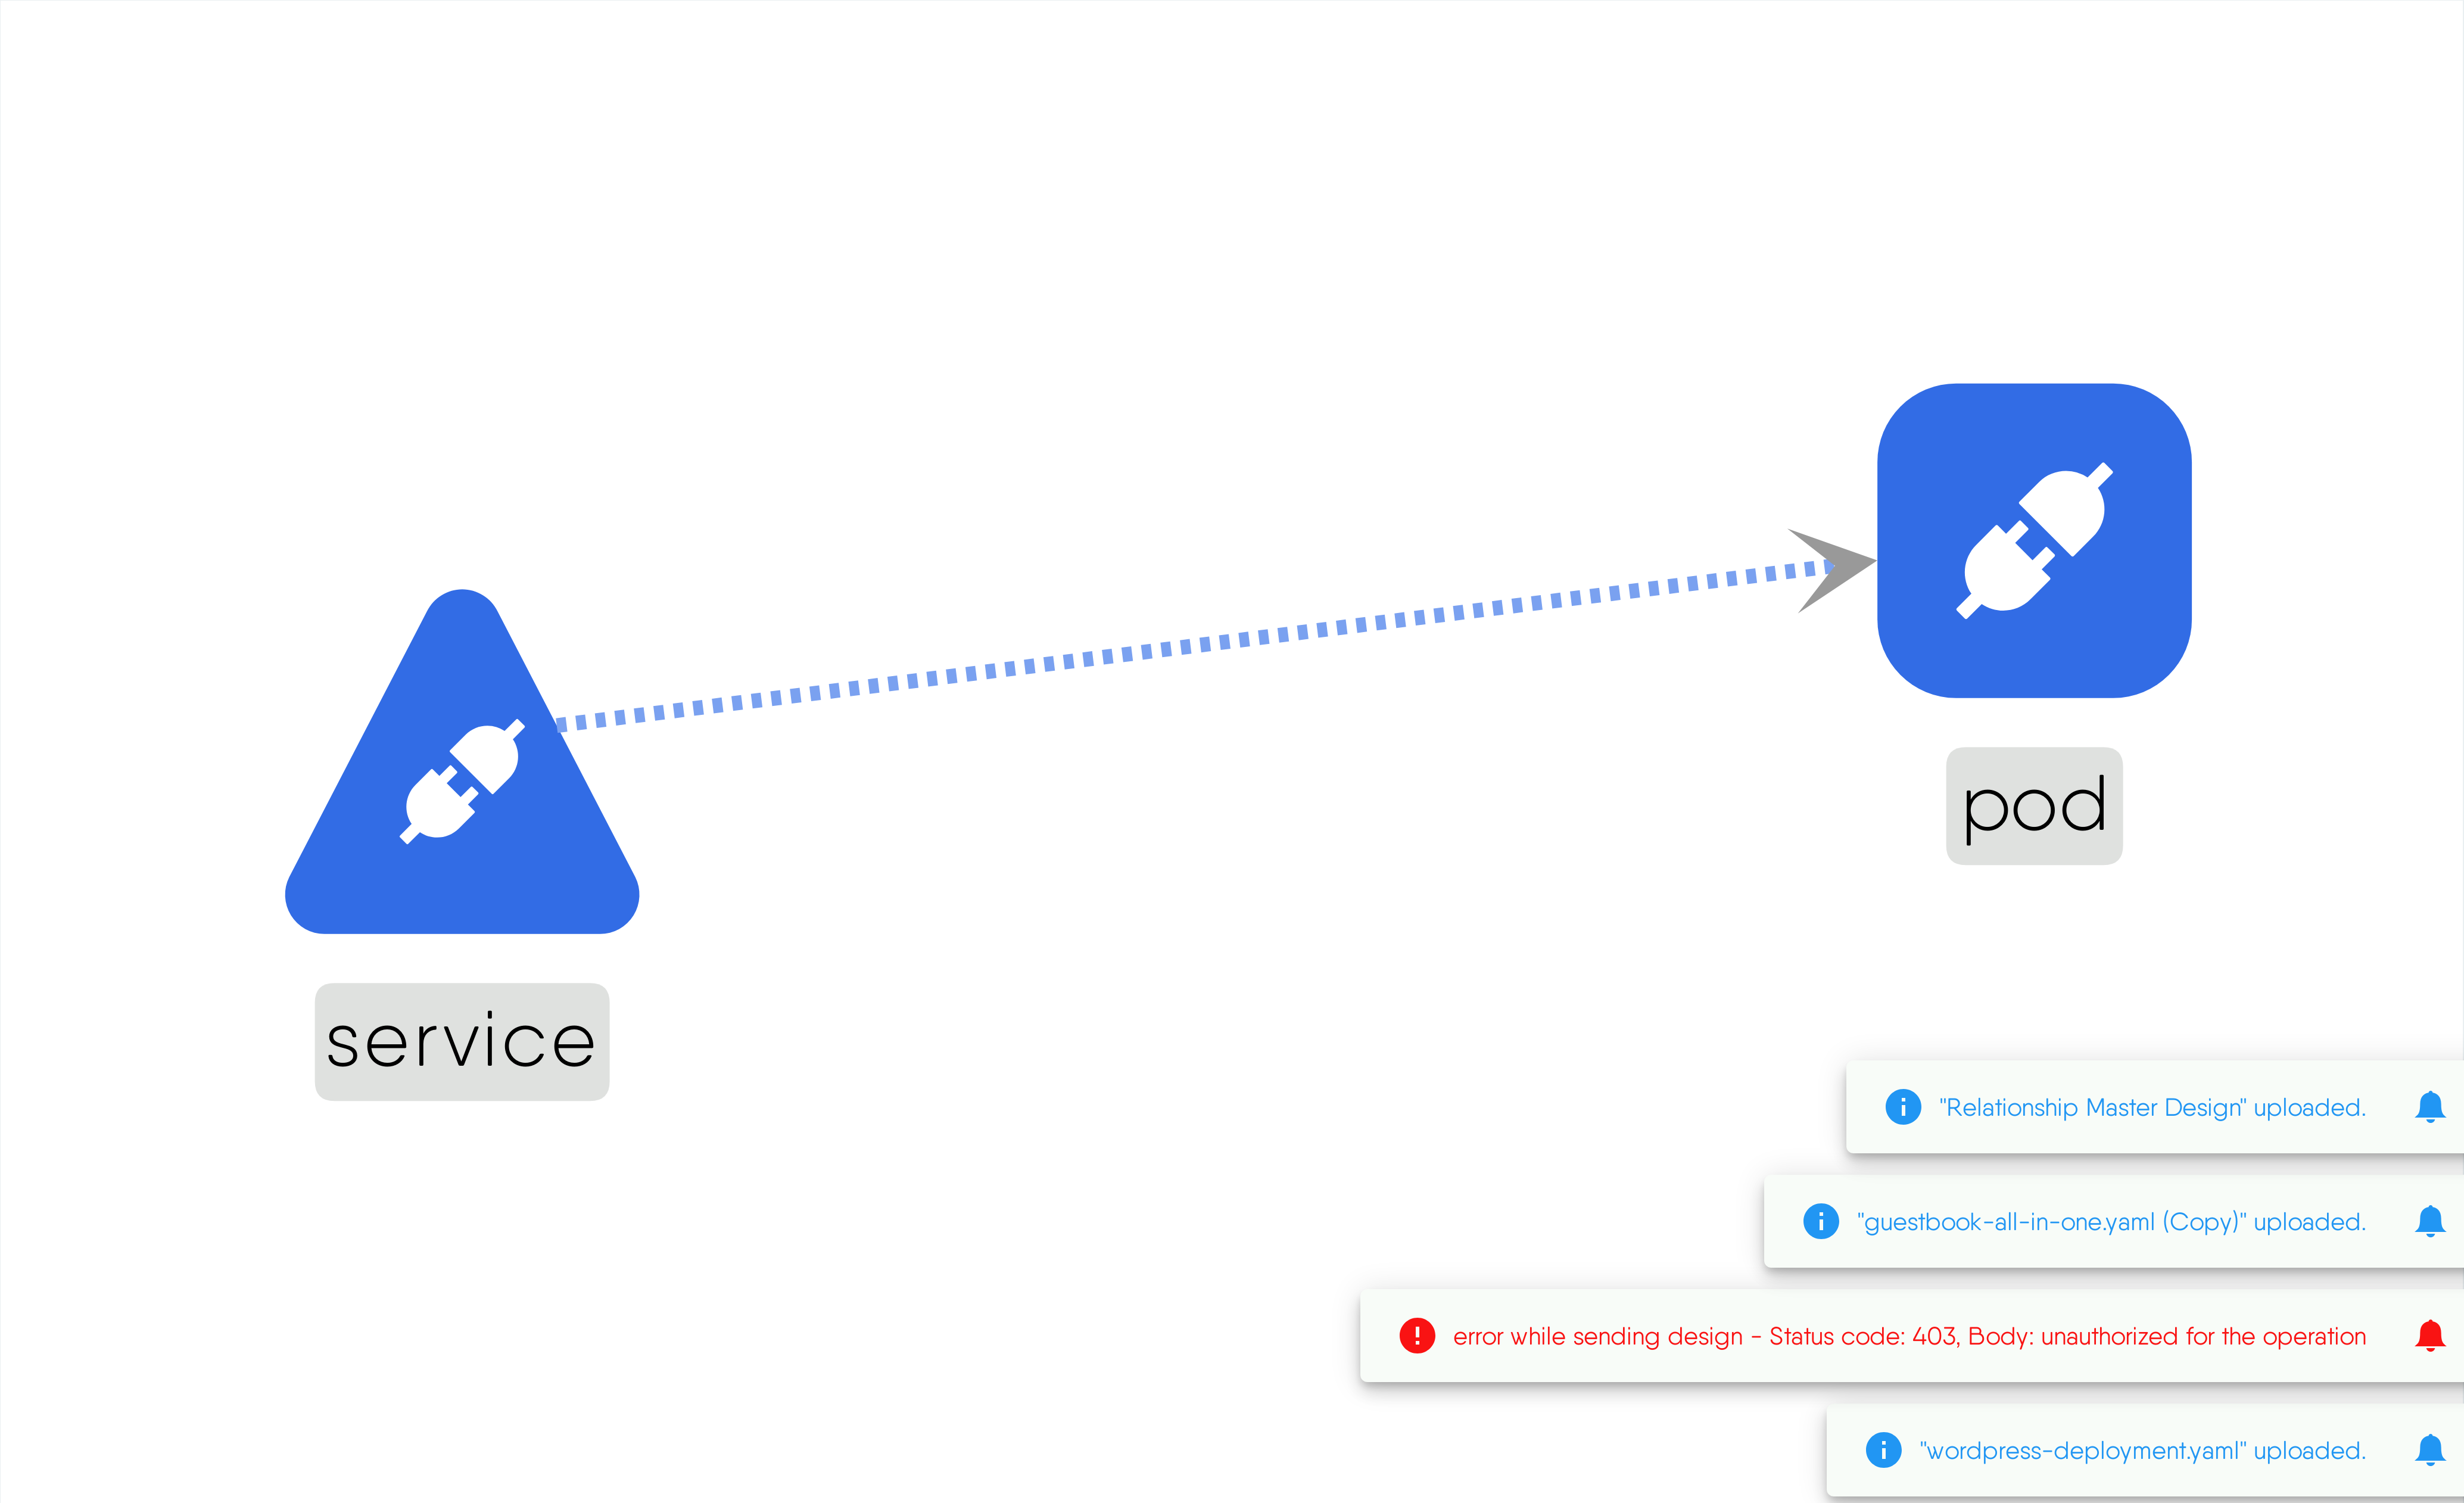 pod
service
"Relationship Master Design" uploaded.
"guestbook-all-in-one.yaml (Copy)" uploaded.
error while sending design - Status code: 403, Body: unauthorized for the operation
"wordpress-deployment.yaml" uploaded.